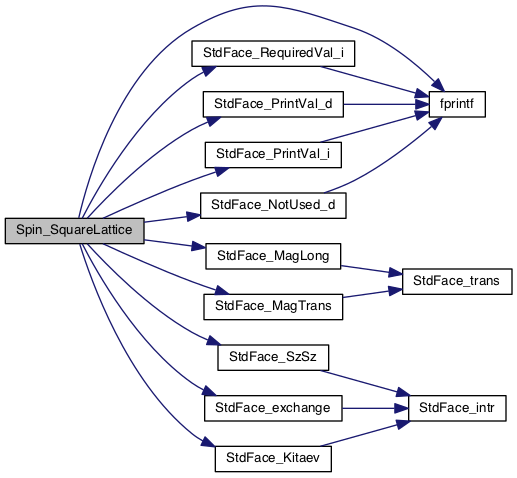 StdFace_RequiredVal_i
StdFace_PrintVal_d
fprintf
StdFace_PrintVal_i
StdFace_NotUsed_d
Spin_SquareLattice
StdFace_MagLong
StdFace_trans
StdFace_MagTrans
StdFace_SzSz
StdFace_exchange
StdFace_intr
StdFace_Kitaev